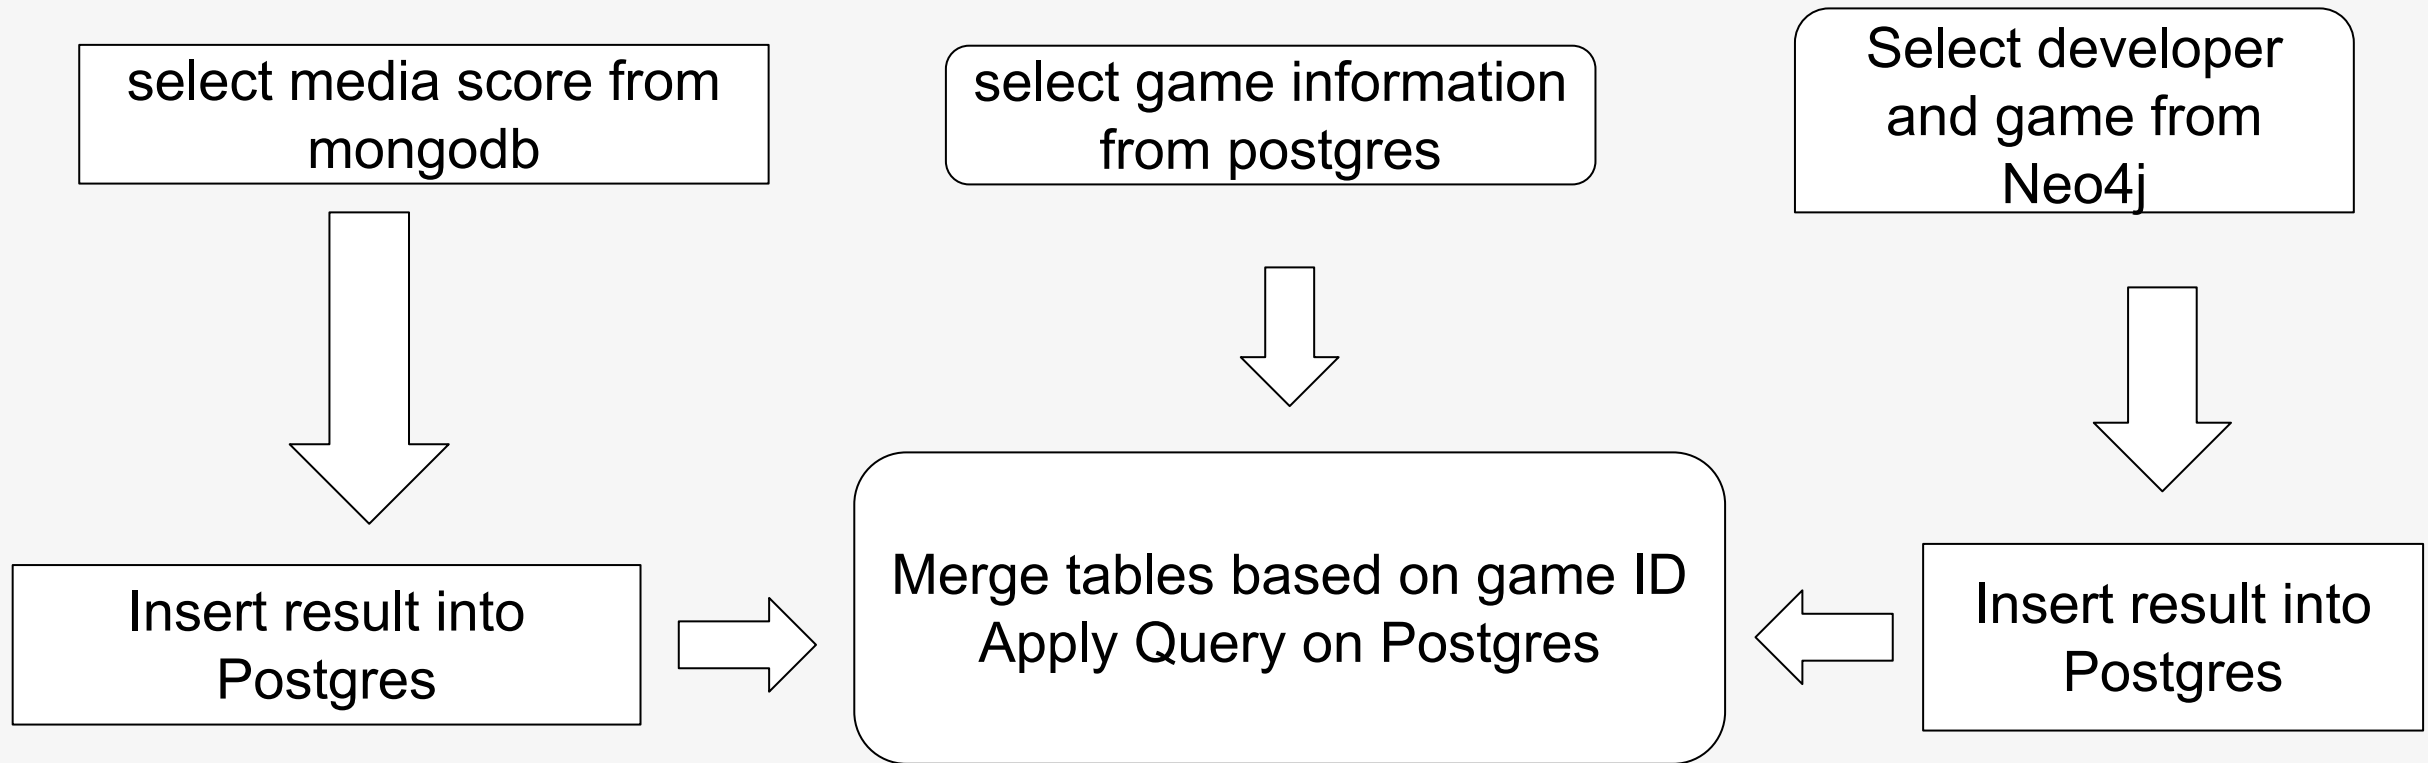 select media score from
mongodb
select game information
from postgres
Select developer
and game from
Neo4j
Insert result into
Postgres
Merge tables based on game ID
Apply Query on Postgres
Insert result into
Postgres